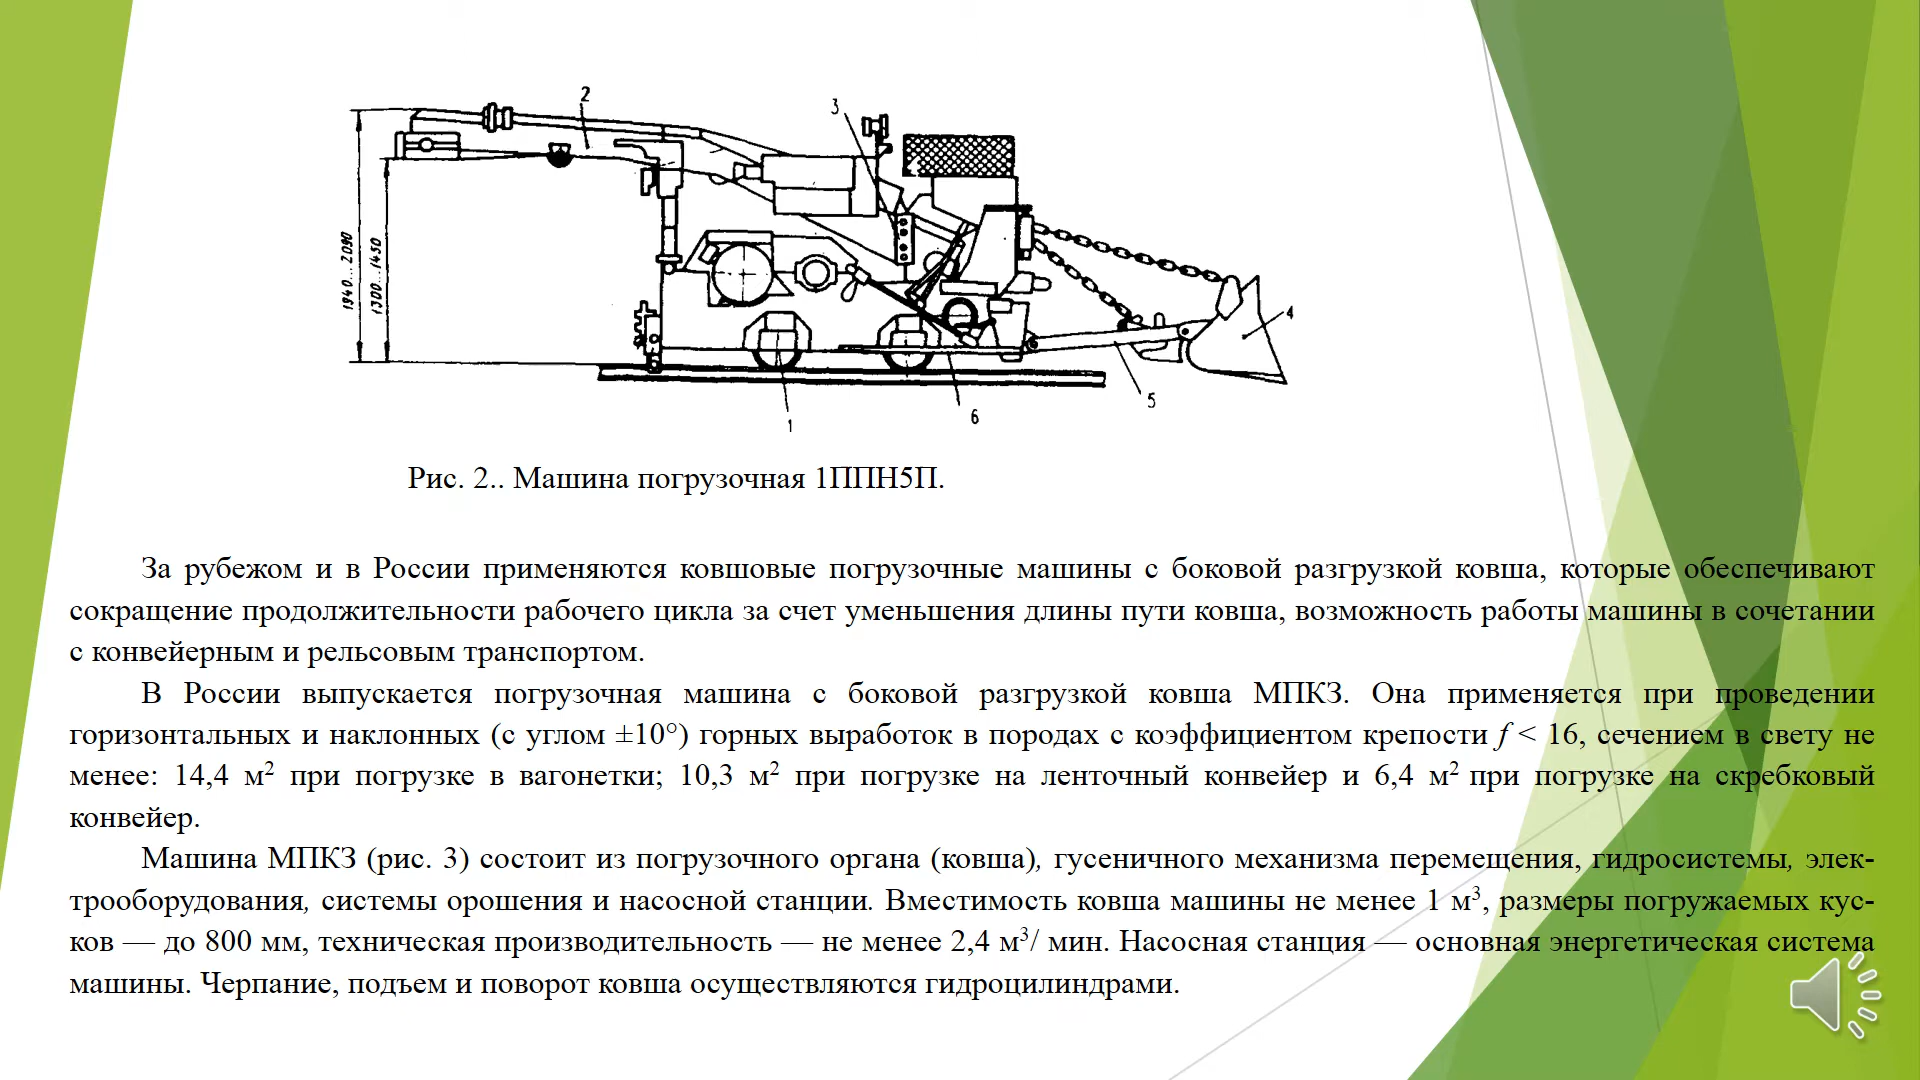 2
3
1940...2090
1300...1450
4
5
6
1
Рис. 2.. Машина погрузочная 1ППН5П.
За рубежом и в России применяются ковшовые погрузочные машины с боковой разгрузкой ковша, которые обеспечивают
сокращение продолжительности рабочего цикла за счет уменьшения длины пути ковша, возможность работы машины в сочетании
с конвейерным и рельсовым транспортом.
В России выпускается погрузочная машина с боковой разгрузкой ковша МПКЗ. Она применяется при проведении
горизонтальных и наклонных (с углом ±10°) горных выработок в породах с коэффициентом крепости f < 16, сечением в свету не
менее: 14,4 м² при погрузке в вагонетки; 10,3 м² при погрузке на ленточный конвейер и 6,4 м² при погрузке на скребковый
конвейер.
Машина МПКЗ (рис. 3) состоит из погрузочного органа (ковша), гусеничного механизма перемещения, гидросистемы, элек-
трооборудования, системы орошения и насосной станции. Вместимость ковша машины не менее 1 м³, размеры погружаемых кус-
ков — до 800 мм, техническая производительность — не менее 2,4 м³/ мин. Насосная станция — основная энергетическая система
машины. Черпание, подъем и поворот ковша осуществляются гидроцилиндрами.